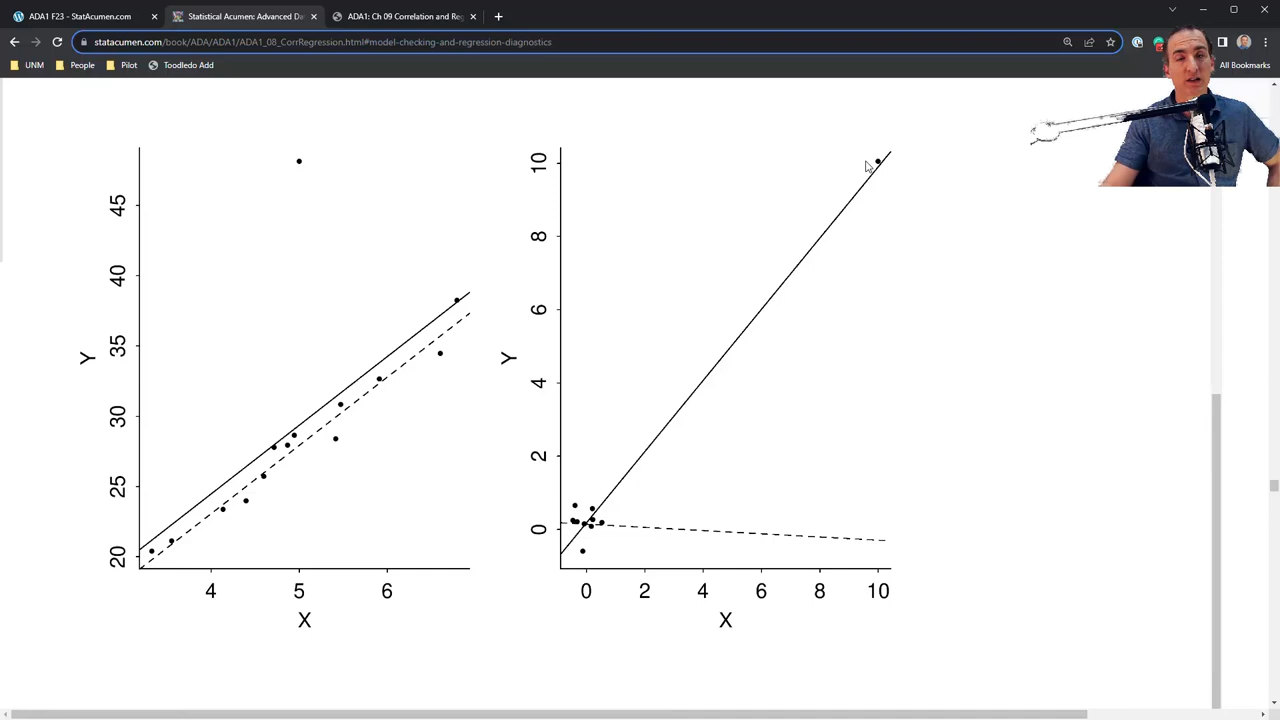 ADA1 F23 - StatAcumen.com
Statistical Acumen: Advanced Da
ADA1: Ch 09 Correlation and Reg
statacumen.com/book/ADA/ADA1/ADA1_08_CorrRegression.html#model-checking-and-regression-diagnostics
UNM
People
Pilot
Toodledo Add
All Bookmarks
45
40
35
30
25
20
Y
4 5 6
X
10
8
6
4
2
0
Y
0 2 4 6 8 10
X